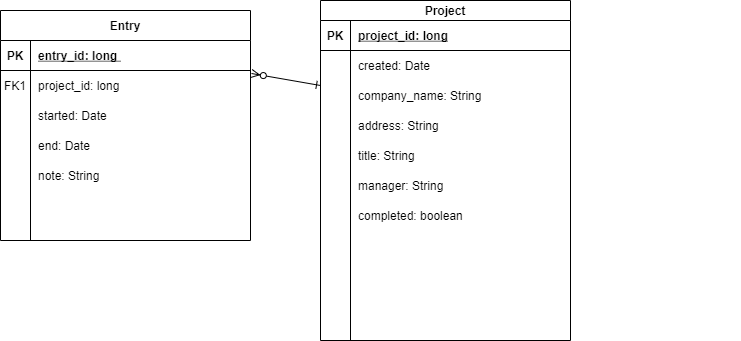 Entry
PK entry_id: long
FK1 project_id: long
started: Date
end: Date
note: String
Project
PK project_id: long
created: Date
company_name: String
address: String
title: String
manager: String
completed: boolean